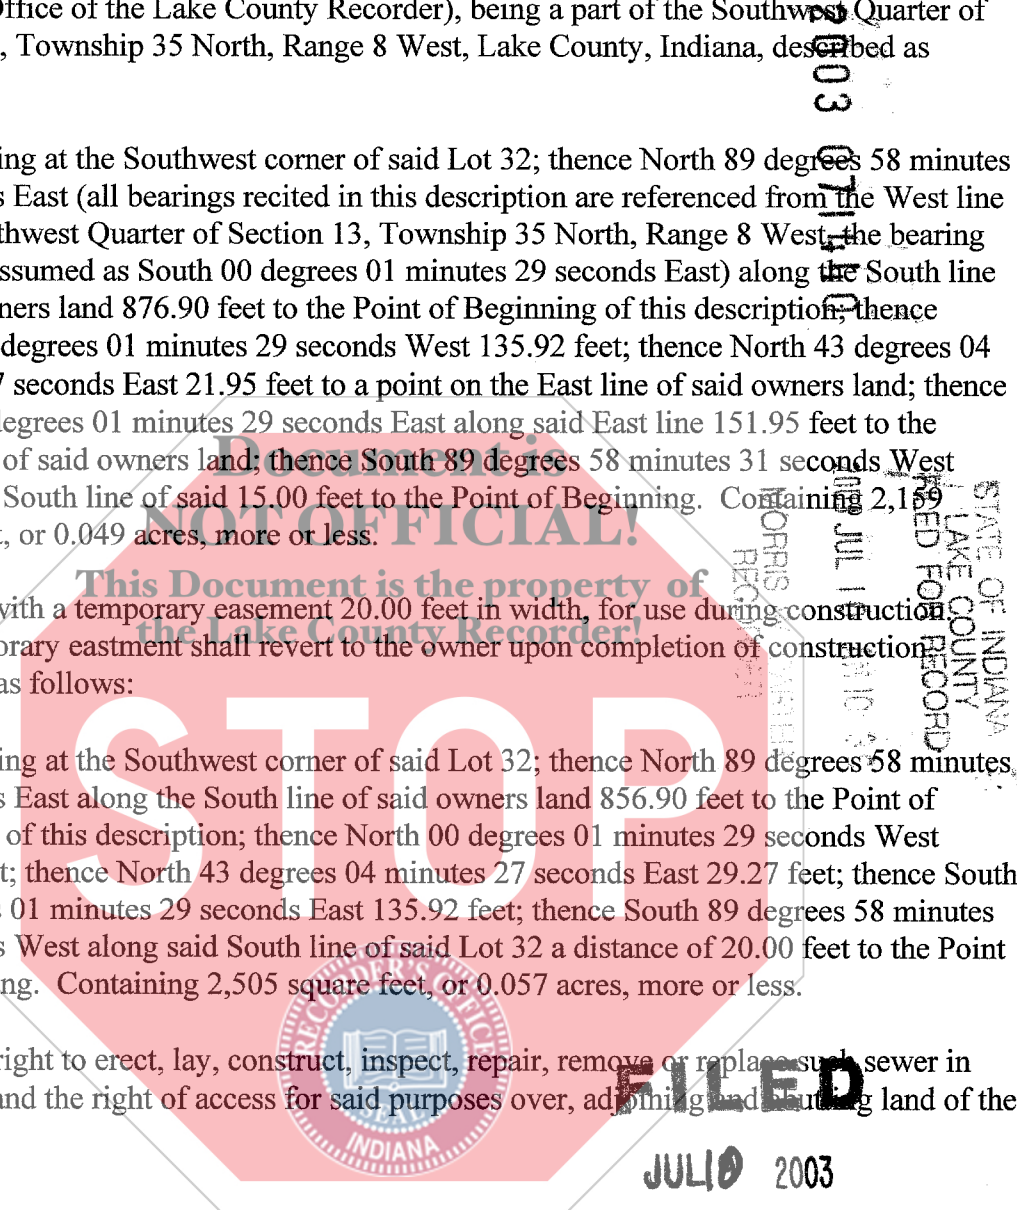 Office of the Lake County Recorder), being a part of the Southwest Quarter of
, Township 35 North, Range 8 West, Lake County, Indiana, described as
ing at the Southwest corner of said Lot 32; thence North 89 degrees 58 minutes
s East (all bearings recited in this description are referenced from the West line
thwest Quarter of Section 13, Township 35 North, Range 8 West, the bearing
ssumed as South 00 degrees 01 minutes 29 seconds East) along the South line
ners land 876.90 feet to the Point of Beginning of this description; thence
degrees 01 minutes 29 seconds West 135.92 feet; thence North 43 degrees 04
7 seconds East 21.95 feet to a point on the East line of said owners land; thence
degrees 01 minutes 29 seconds East along said East line 151.95 feet to the
of said owners land; thence South 89 degrees 58 minutes 31 seconds West
South line of said 15.00 feet to the Point of Beginning. Containing 2,159
, or 0.049 acres, more or less.
with a temporary easement 20.00 feet in width, for use during construction.
orary eastment shall revert to the owner upon completion of construction
as follows:
ing at the Southwest corner of said Lot 32; thence North 89 degrees 58 minutes
s East along the South line of said owners land 856.90 feet to the Point of
of this description; thence North 00 degrees 01 minutes 29 seconds West
t; thence North 43 degrees 04 minutes 27 seconds East 29.27 feet; thence South
01 minutes 29 seconds East 135.92 feet; thence South 89 degrees 58 minutes
s West along said South line of said Lot 32 a distance of 20.00 feet to the Point
ng. Containing 2,505 square feet, or 0.057 acres, more or less.
right to erect, lay, construct, inspect, repair, remove or replace such sewer in
and the right of access for said purposes over, adjoining and abutting land of the
Document is
NOT OFFICIAL!
This Document is the property of
the Lake County Recorder!
STOP
RECORDER'S OFFICE
SEAL
INDIANA
STATE OF INDIANA
LAKE COUNTY
FILED FOR RECORD
MORRIS
2003
FILED
JUL 2003